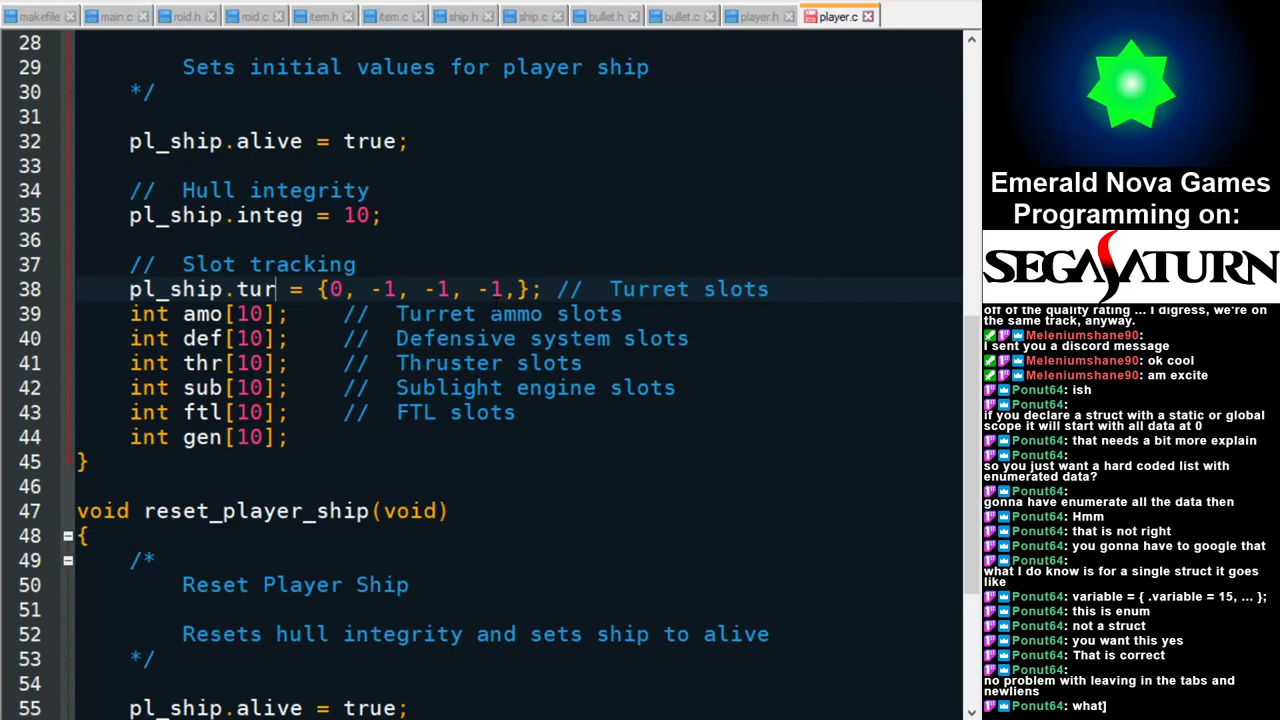 makefile main.c roid.h roid.c item.h item.c ship.h ship.c bullet.h bullet.c player.h player.c
28
29 Sets initial values for player ship
30 */
31
32 pl_ship.alive = true;
33
34 // Hull integrity
35 pl_ship.integ = 10;
36
37 // Slot tracking
38 pl_ship.tur = {0, -1, -1, -1,}; // Turret slots
39 int amo[10]; // Turret ammo slots
40 int def[10]; // Defensive system slots
41 int thr[10]; // Thruster slots
42 int sub[10]; // Sublight engine slots
43 int ftl[10]; // FTL slots
44 int gen[10];
45 }
46
47 void reset_player_ship(void)
48 {
49 /*
50 Reset Player Ship
51
52 Resets hull integrity and sets ship to alive
53 */
54
55 pl_ship.alive = true;
Emerald Nova Games
Programming on:
SEGA SATURN
off of the quality rating ... I digress, we're on
the same track, anyway.
Meleniumshane90:
I sent you a discord message
Meleniumshane90: ok cool
Meleniumshane90: am excite
Ponut64: ish
Ponut64:
if you declare a struct with a static or global
scope it will start with all data at 0
Ponut64: that needs a bit more explain
Ponut64:
so you just want a hard coded list with
enumerated data?
Ponut64:
gonna have enumerate all the data then
Ponut64: Hmm
Ponut64: that is not right
Ponut64: you gonna have to google that
Ponut64:
what I do know is for a single struct it goes
like
Ponut64: variable = { .variable = 15, ... };
Ponut64: this is enum
Ponut64: not a struct
Ponut64: you want this yes
Ponut64: That is correct
Ponut64:
no problem with leaving in the tabs and
newliens
Ponut64: what]